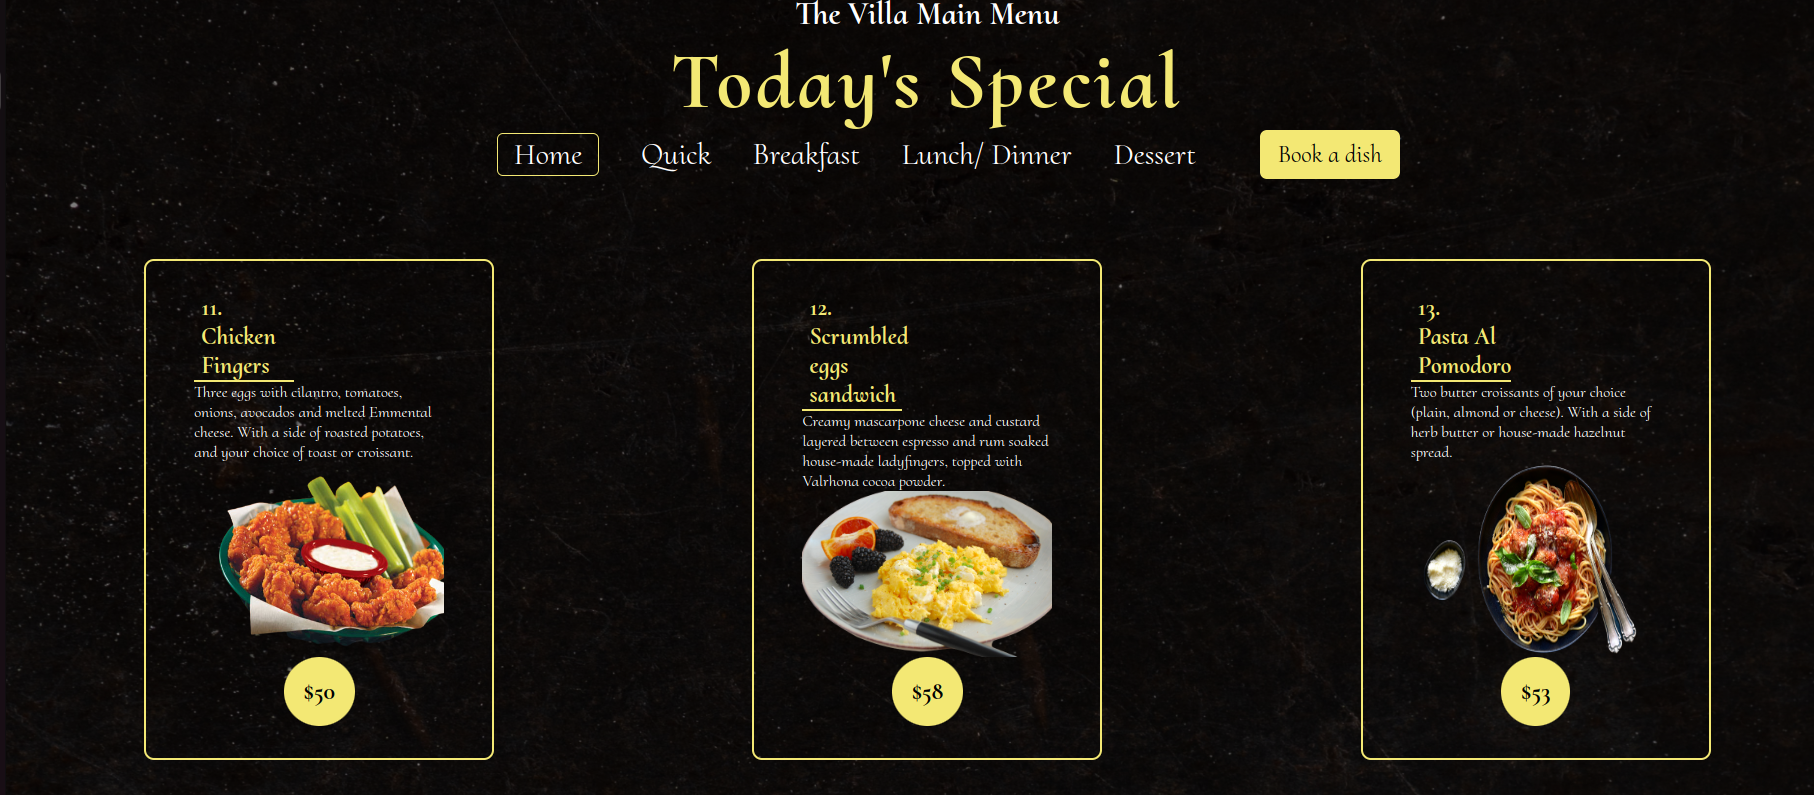 The Villa Main Menu
Today's Special
Home Quick Breakfast Lunch/ Dinner Dessert Book a dish
11.
Chicken
Fingers
Three eggs with cilantro, tomatoes,
onions, avocados and melted Emmental
cheese. With a side of roasted potatoes,
and your choice of toast or croissant.
$50
12.
Scrumbled
eggs
sandwich
Creamy mascarpone cheese and custard
layered between espresso and rum soaked
house-made ladyfingers, topped with
Valrhona cocoa powder.
$58
13.
Pasta Al
Pomodoro
Two butter croissants of your choice
(plain, almond or cheese). With a side of
herb butter or house-made hazelnut
spread.
$53